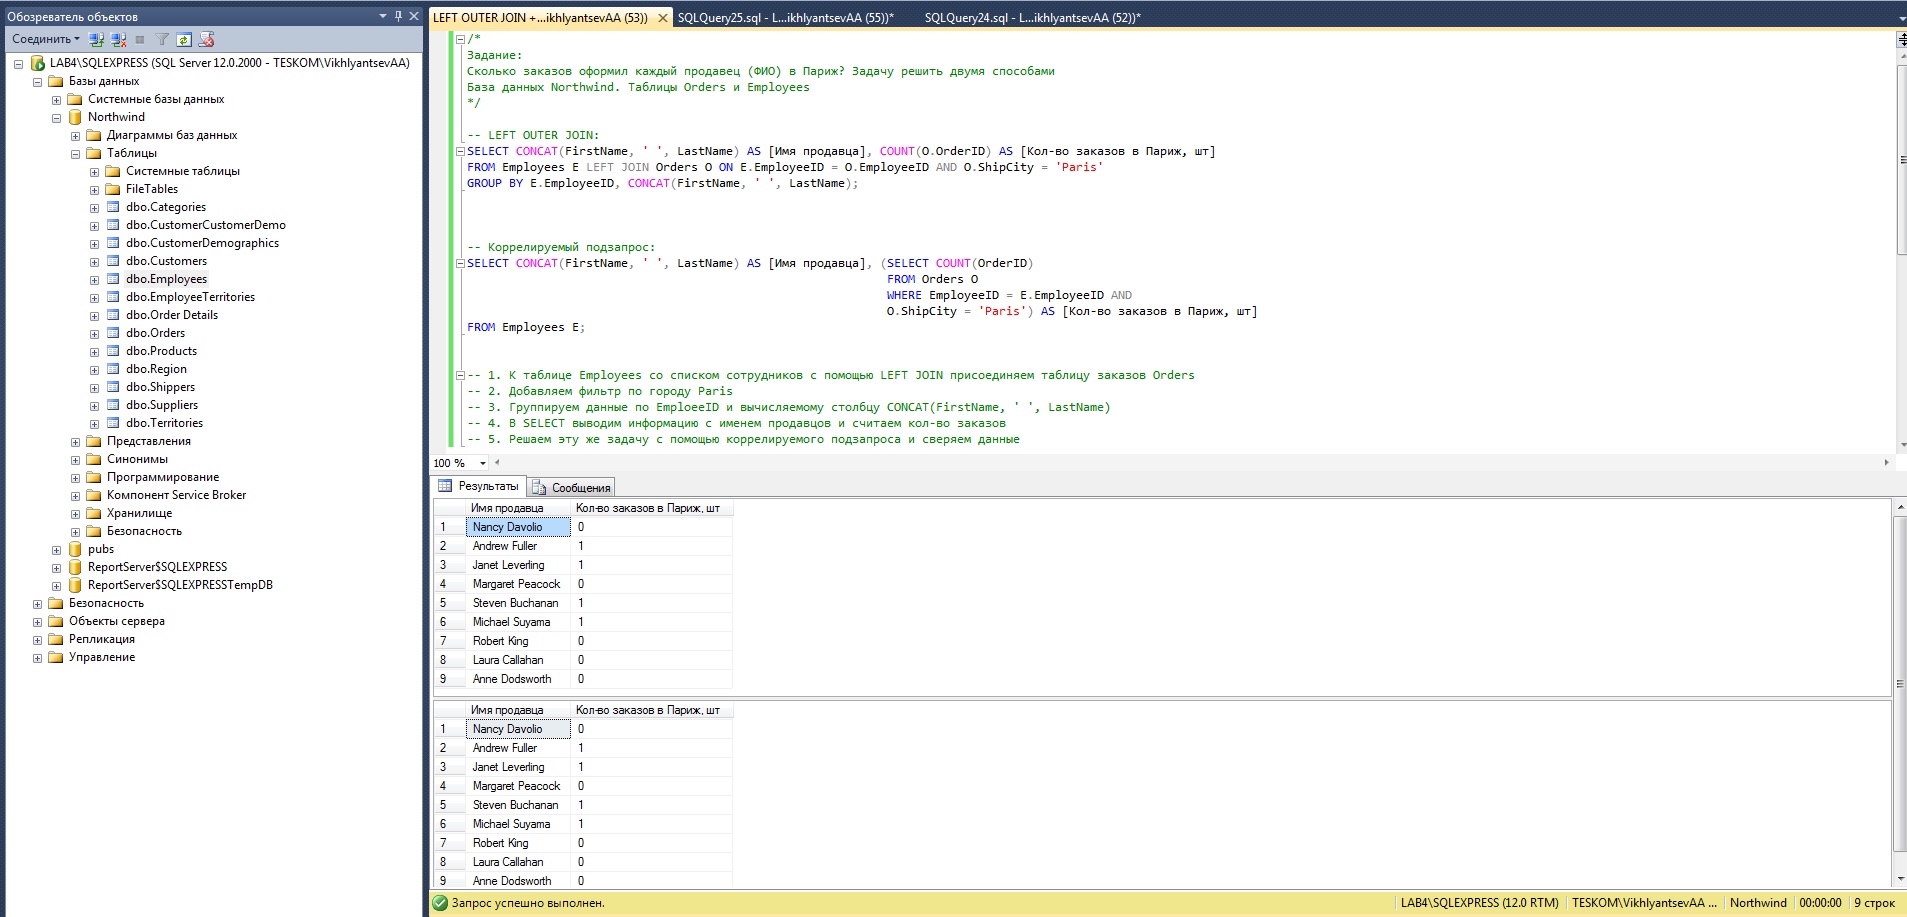 Обозреватель объектов
Соединить
LAB4\SQLEXPRESS (SQL Server 12.0.2000 - TESKOM\VikhlyantsevAA)
Базы данных
Системные базы данных
Northwind
Диаграммы баз данных
Таблицы
Системные таблицы
FileTables
dbo.Categories
dbo.CustomerCustomerDemo
dbo.CustomerDemographics
dbo.Customers
dbo.Employees
dbo.EmployeeTerritories
dbo.Order Details
dbo.Orders
dbo.Products
dbo.Region
dbo.Shippers
dbo.Suppliers
dbo.Territories
Представления
Синонимы
Программирование
Компонент Service Broker
Хранилище
Безопасность
pubs
ReportServer$SQLEXPRESS
ReportServer$SQLEXPRESSTempDB
Безопасность
Объекты сервера
Репликация
Управление
LEFT OUTER JOIN +...ikhlyantsevAA (53)) SQLQuery25.sql - L...ikhlyantsevAA (55))* SQLQuery24.sql - L...ikhlyantsevAA (52))*
/*
Задание:
Сколько заказов оформил каждый продавец (ФИО) в Париж? Задачу решить двумя способами
База данных Northwind. Таблицы Orders и Employees
*/
-- LEFT OUTER JOIN:
SELECT CONCAT(FirstName, ' ', LastName) AS [Имя продавца], COUNT(O.OrderID) AS [Кол-во заказов в Париж, шт]
FROM Employees E LEFT JOIN Orders O ON E.EmployeeID = O.EmployeeID AND O.ShipCity = 'Paris'
GROUP BY E.EmployeeID, CONCAT(FirstName, ' ', LastName);
-- Коррелируемый подзапрос:
SELECT CONCAT(FirstName, ' ', LastName) AS [Имя продавца], (SELECT COUNT(OrderID)
FROM Orders O
WHERE EmployeeID = E.EmployeeID AND
O.ShipCity = 'Paris') AS [Кол-во заказов в Париж, шт]
FROM Employees E;
-- 1. К таблице Employees со списком сотрудников с помощью LEFT JOIN присоединяем таблицу заказов Orders
-- 2. Добавляем фильтр по городу Paris
-- 3. Группируем данные по EmploeeID и вычисляемому столбцу CONCAT(FirstName, ' ', LastName)
-- 4. В SELECT выводим информацию с именем продавцов и считаем кол-во заказов
-- 5. Решаем эту же задачу с помощью коррелируемого подзапроса и сверяем данные
100 %
Результаты Сообщения
Имя продавца Кол-во заказов в Париж, шт
1 Nancy Davolio 0
2 Andrew Fuller 1
3 Janet Leverling 1
4 Margaret Peacock 0
5 Steven Buchanan 1
6 Michael Suyama 1
7 Robert King 0
8 Laura Callahan 0
9 Anne Dodsworth 0
Имя продавца Кол-во заказов в Париж, шт
1 Nancy Davolio 0
2 Andrew Fuller 1
3 Janet Leverling 1
4 Margaret Peacock 0
5 Steven Buchanan 1
6 Michael Suyama 1
7 Robert King 0
8 Laura Callahan 0
9 Anne Dodsworth 0
Запрос успешно выполнен. LAB4\SQLEXPRESS (12.0 RTM) TESKOM\VikhlyantsevAA ... Northwind 00:00:00 9 строк